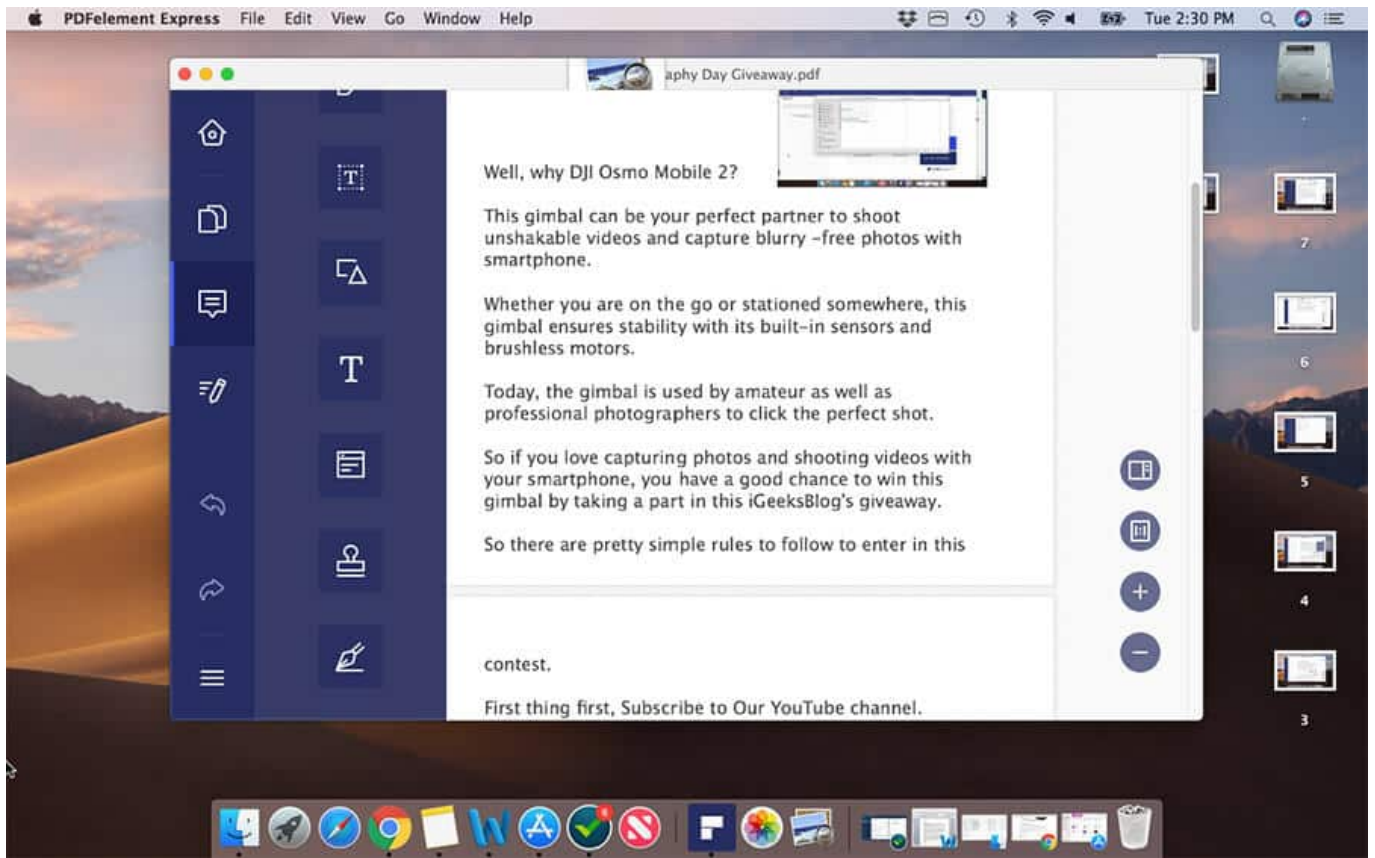 PDFelement Express File Edit View Go Window Help Tue 2:30 PM
aphy Day Giveaway.pdf
Well, why DJI Osmo Mobile 2?
This gimbal can be your perfect partner to shoot
unshakable videos and capture blurry –free photos with
smartphone.
Whether you are on the go or stationed somewhere, this
gimbal ensures stability with its built–in sensors and
brushless motors.
Today, the gimbal is used by amateur as well as
professional photographers to click the perfect shot.
So if you love capturing photos and shooting videos with
your smartphone, you have a good chance to win this
gimbal by taking a part in this iGeeksBlog's giveaway.
So there are pretty simple rules to follow to enter in this
contest.
First thing first, Subscribe to Our YouTube channel.
T
T
7
6
5
4
3